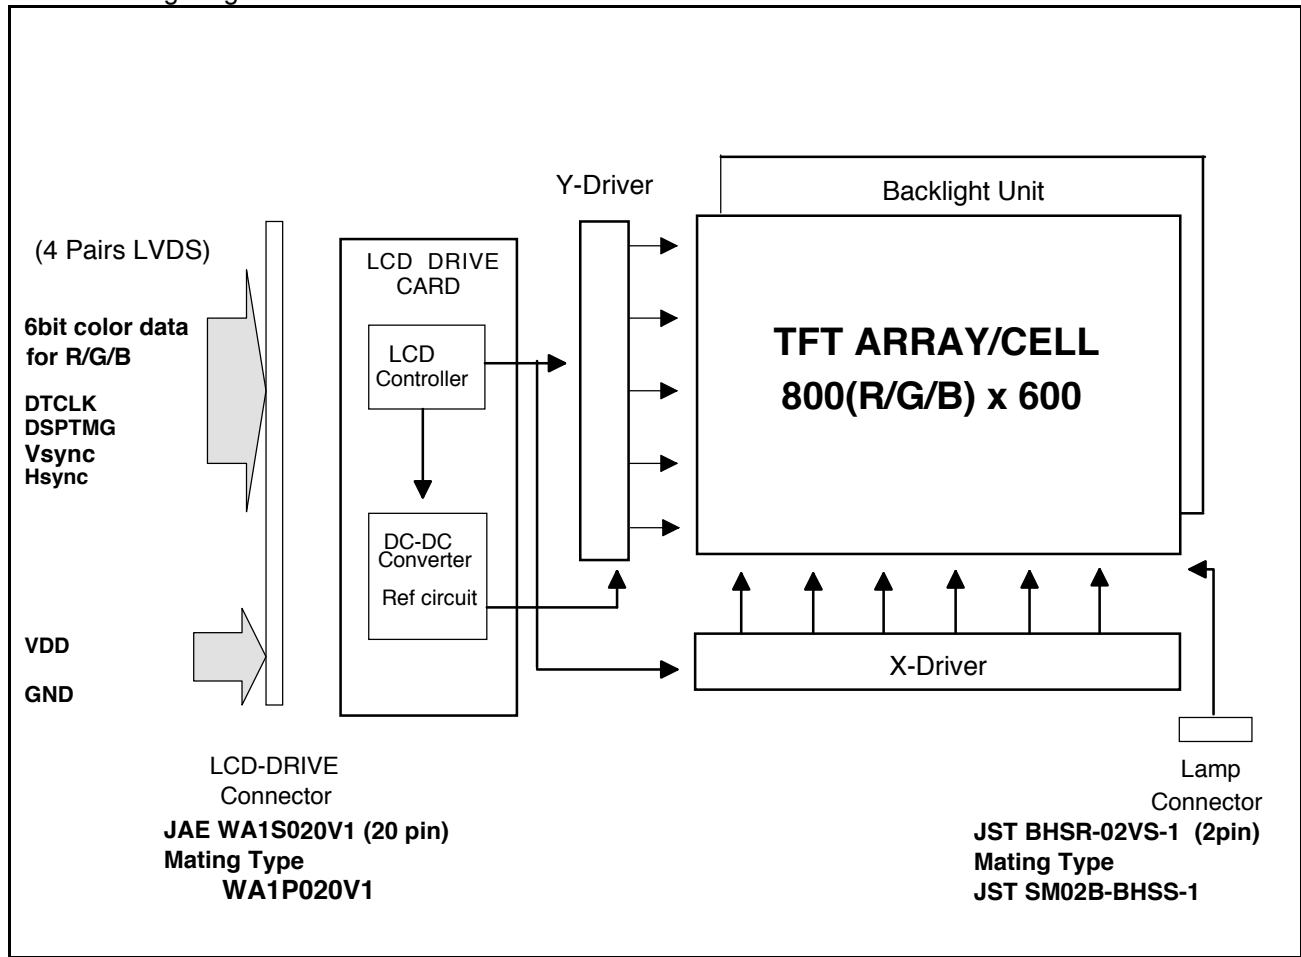 Y-Driver
Backlight Unit
(4 Pairs LVDS)
LCD DRIVE
CARD
6bit color data
for R/G/B
DTCLK
DSPTMG
Vsync
Hsync
LCD
Controller
TFT ARRAY/CELL
800(R/G/B) x 600
DC-DC
Converter
Ref circuit
VDD
GND
X-Driver
LCD-DRIVE
Connector
JAE WA1S020V1 (20 pin)
Mating Type
WA1P020V1
Lamp
Connector
JST BHSR-02VS-1 (2pin)
Mating Type
JST SM02B-BHSS-1